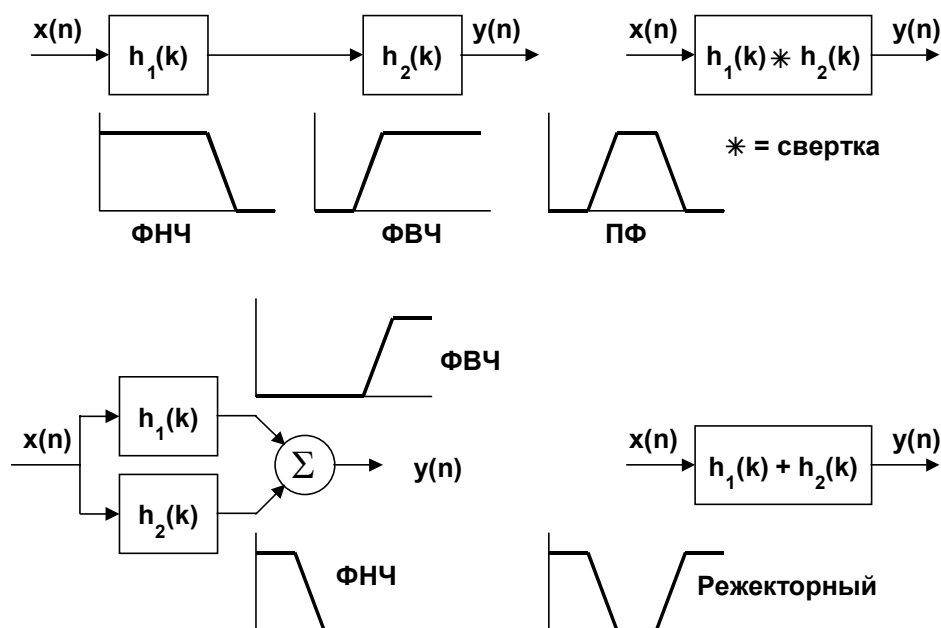 x(n)
h1(k)
h2(k)
y(n)
x(n)
h1(k) ✳ h2(k)
y(n)
✳ = свертка
ФНЧ
ФВЧ
ПФ
ФВЧ
x(n)
h1(k)
h2(k)
Σ
y(n)
x(n)
h1(k) + h2(k)
y(n)
ФНЧ
Режекторный